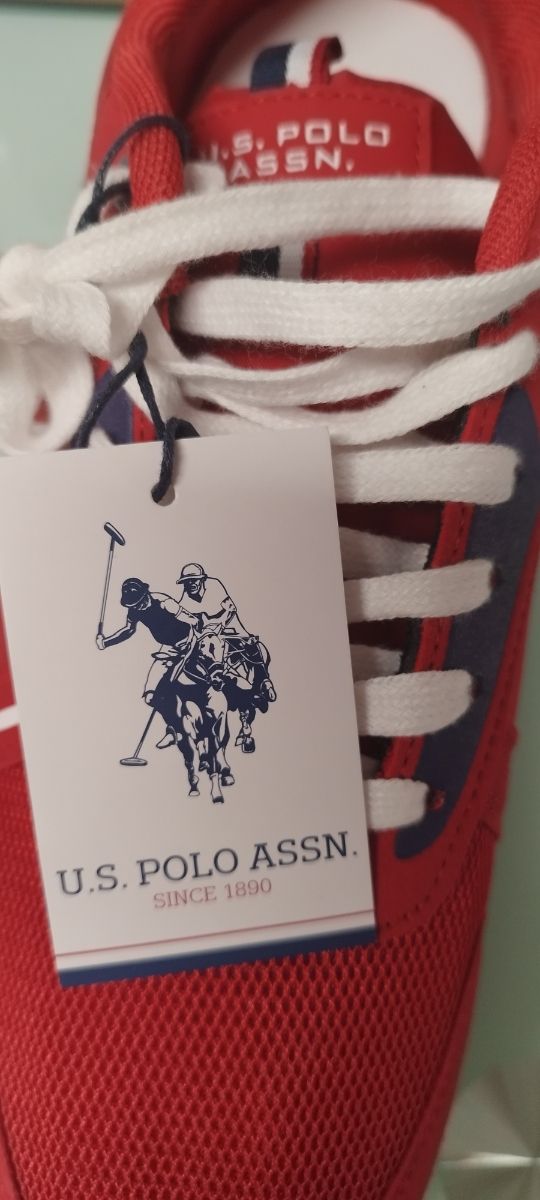 U.S. POLO
ASSN.
U.S. POLO ASSN.
SINCE 1890